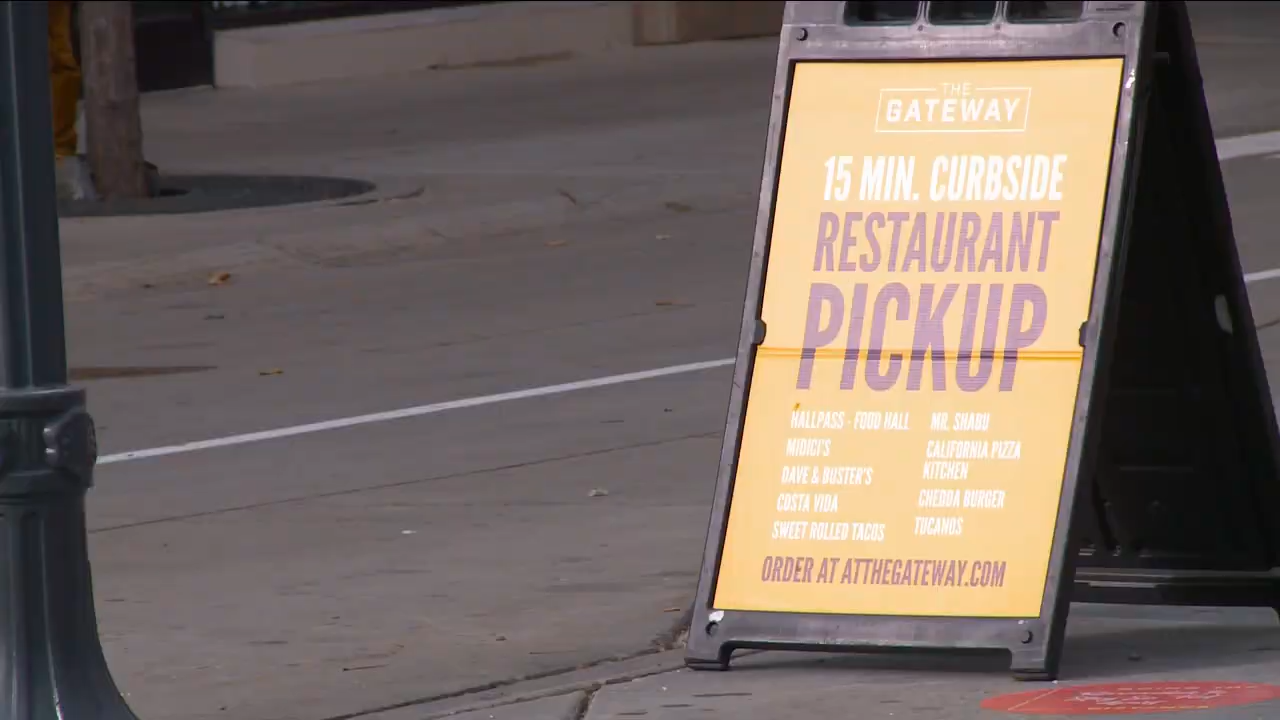 THE
GATEWAY
15 MIN. CURBSIDE
RESTAURANT
PICKUP
HALLPASS - FOOD HALL
MIDICI'S
DAVE & BUSTER'S
COSTA VIDA
SWEET ROLLED TACOS
MR. SHABU
CALIFORNIA PIZZA
KITCHEN
CHEDDA BURGER
TUCANOS
ORDER AT ATTHEGATEWAY.COM